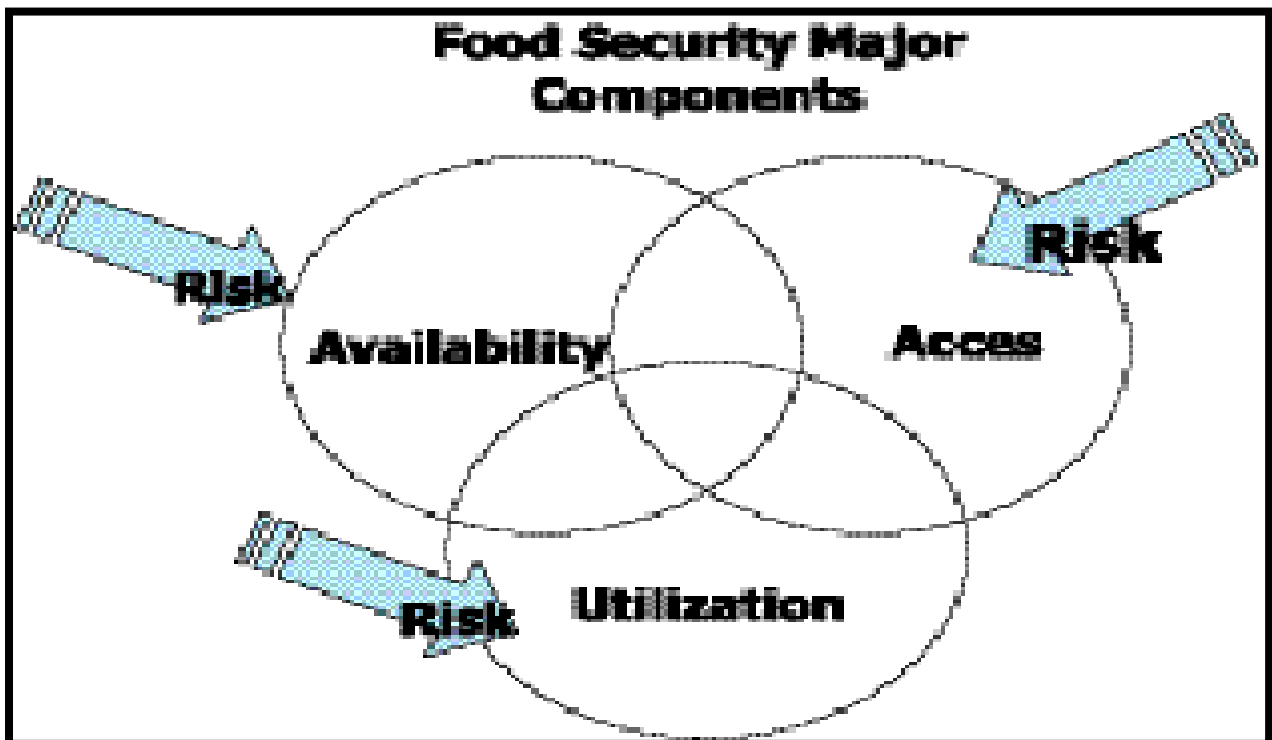 Food Security Major
Components
Risk
Risk
Availability
Acces
Risk
Utilization